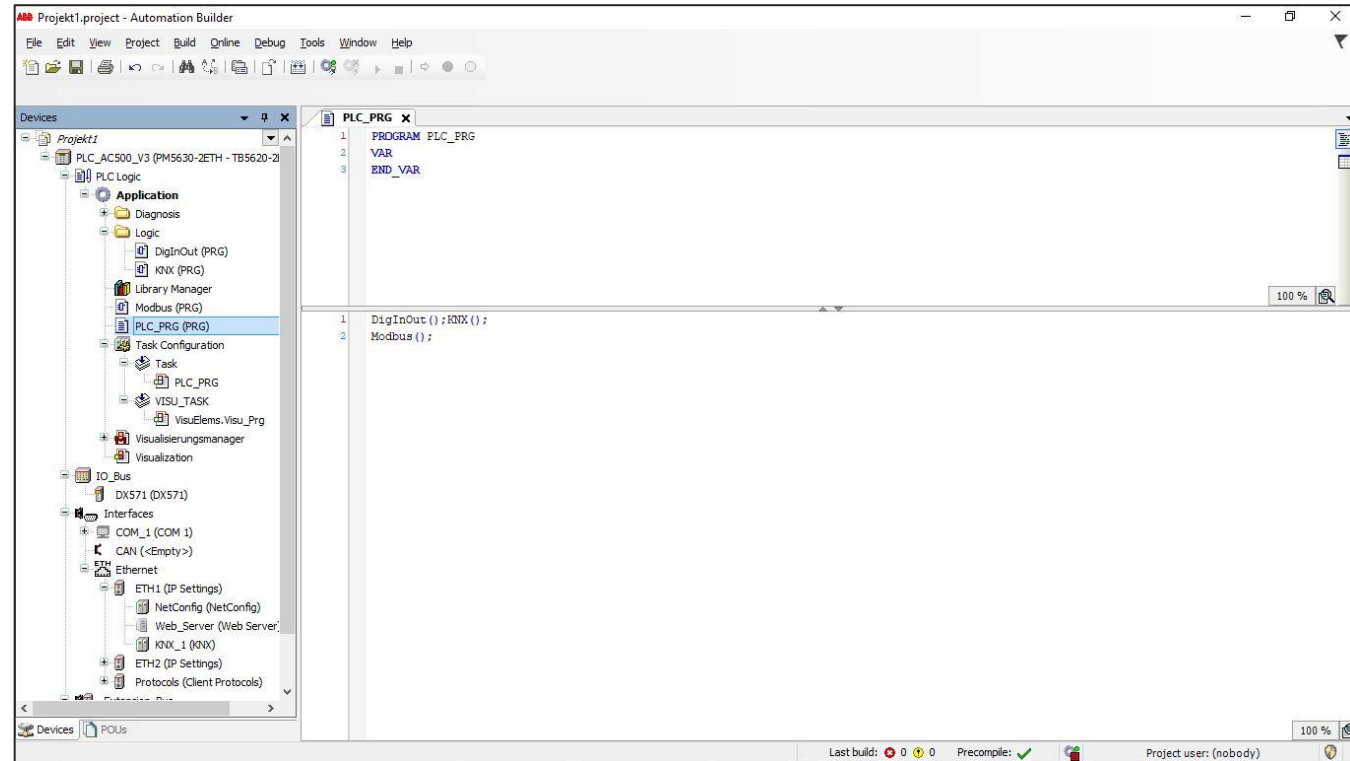 ABB Projekt1.project - Automation Builder
File Edit View Project Build Online Debug Tools Window Help
Devices
PLC_PRG
Projekt1
PLC_AC500_V3 (PM5630-2ETH - TB5620-2
PLC Logic
Application
Diagnosis
Logic
DigInOut (PRG)
KNX (PRG)
Library Manager
Modbus (PRG)
PLC_PRG (PRG)
Task Configuration
Task
PLC_PRG
VISU_TASK
VisuElems.Visu_Prg
Visualisierungsmanager
Visualization
IO_Bus
DX571 (DX571)
Interfaces
COM_1 (COM 1)
CAN (<Empty>)
ETH Ethernet
ETH1 (IP Settings)
NetConfig (NetConfig)
Web_Server (Web Server
KNX_1 (KNX)
ETH2 (IP Settings)
Protocols (Client Protocols)
Devices POUs
1 PROGRAM PLC_PRG
2 VAR
3 END_VAR
100 %
1 DigInOut();KNX();
2 Modbus();
100 %
Last build: 0 0 Precompile: Project user: (nobody)